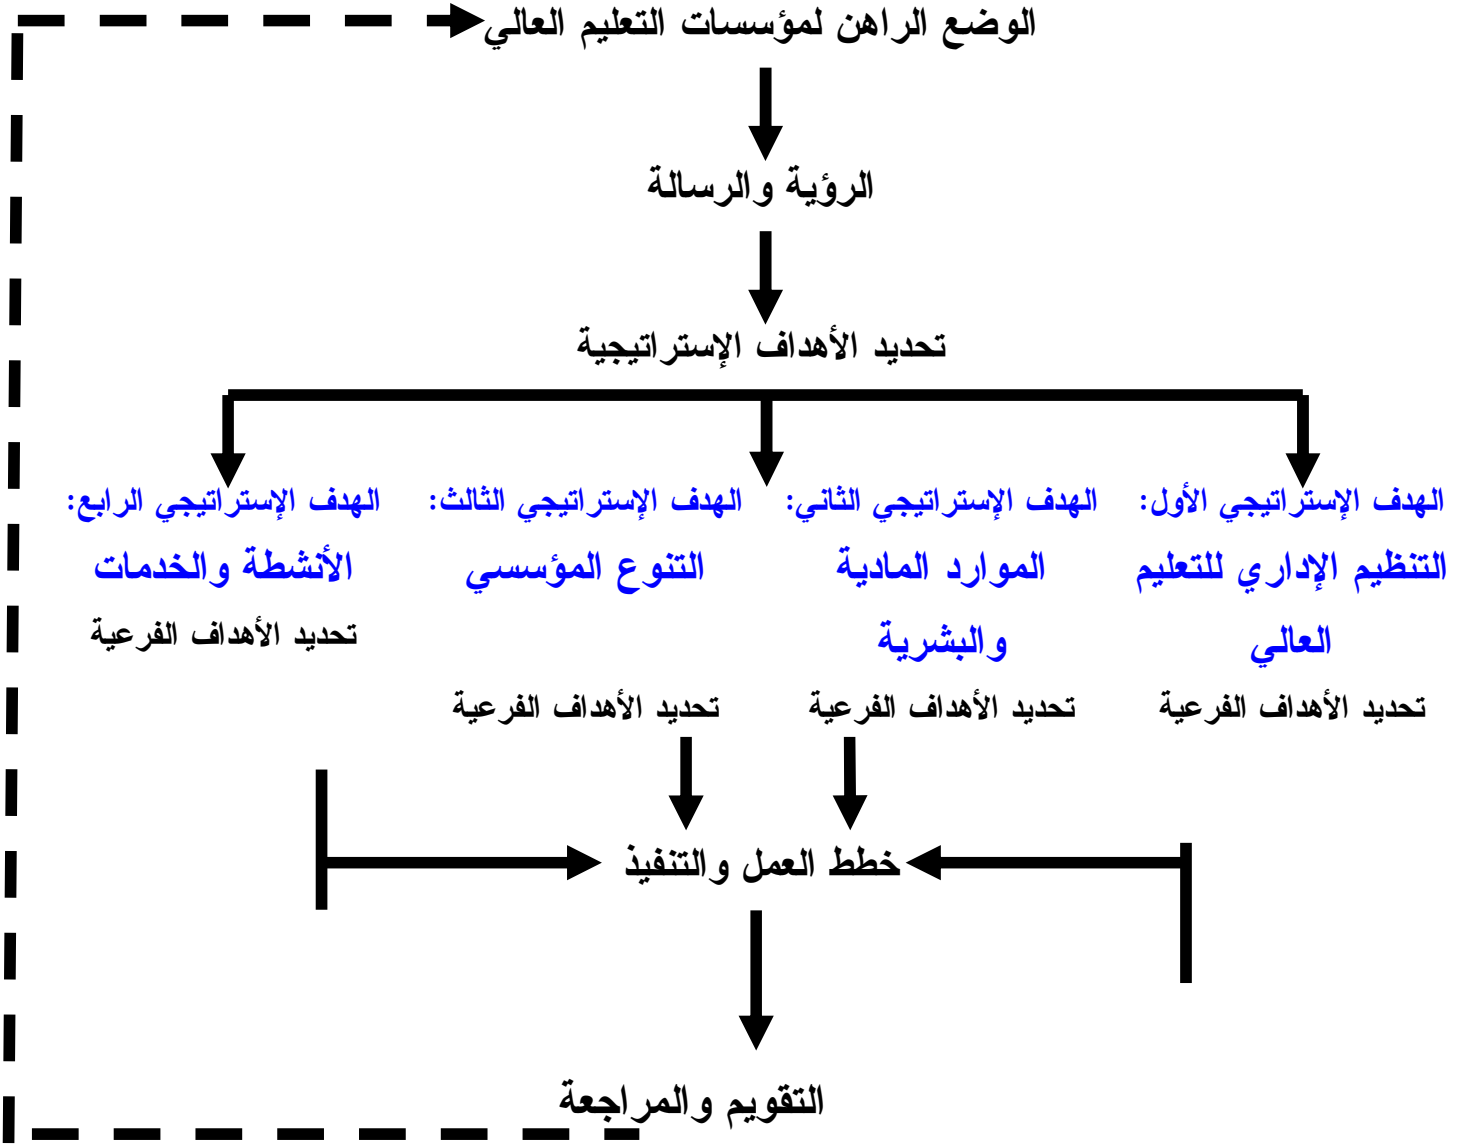 الوضع الراهن لمؤسسات التعليم العالي
الرؤية والرسالة
تحديد الأهداف الإستراتيجية
الهدف الإستراتيجي الأول:
التنظيم الإداري للتعليم
العالي
تحديد الأهداف الفرعية
الهدف الإستراتيجي الثاني:
الموارد المادية
والبشرية
تحديد الأهداف الفرعية
الهدف الإستراتيجي الثالث:
التنوع المؤسسي
تحديد الأهداف الفرعية
الهدف الإستراتيجي الرابع:
الأنشطة والخدمات
تحديد الأهداف الفرعية
خطط العمل والتنفيذ
التقويم والمراجعة